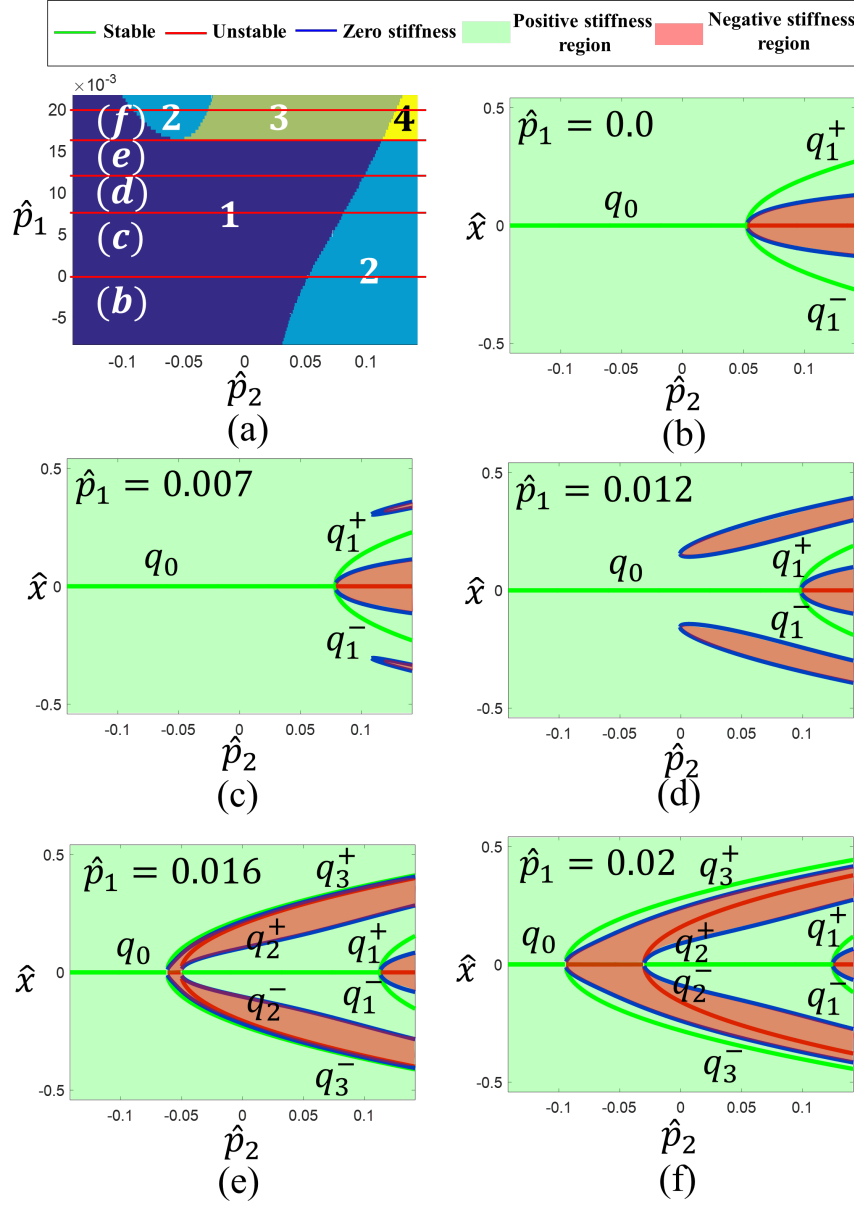 Stable Unstable Zero stiffness Positive stiffness region Negative stiffness region
×10⁻³
20
15
10
5
0
-5
p̂₁
(f) 2 3 4
(e)
(d)
1
(c)
2
(b)
-0.1 -0.05 0 0.05 0.1
p̂₂
(a)
p̂₁ = 0.0
0.5
0
-0.5
x̂
q₀
q₁⁺
q₁⁻
-0.1 -0.05 0 0.05 0.1
p̂₂
(b)
p̂₁ = 0.007
0.5
0
-0.5
x̂
q₀
q₁⁺
q₁⁻
-0.1 -0.05 0 0.05 0.1
p̂₂
(c)
p̂₁ = 0.012
0.5
0
-0.5
x̂
q₀
q₁⁺
q₁⁻
-0.1 -0.05 0 0.05 0.1
p̂₂
(d)
p̂₁ = 0.016
0.5
0
-0.5
x̂
q₃⁺
q₀
q₂⁺
q₁⁺
q₂⁻
q₁⁻
q₃⁻
-0.1 -0.05 0 0.05 0.1
p̂₂
(e)
p̂₁ = 0.02
0.5
0
-0.5
x̂
q₃⁺
q₀
q₂⁺
q₁⁺
q₂⁻
q₁⁻
q₃⁻
-0.1 -0.05 0 0.05 0.1
p̂₂
(f)